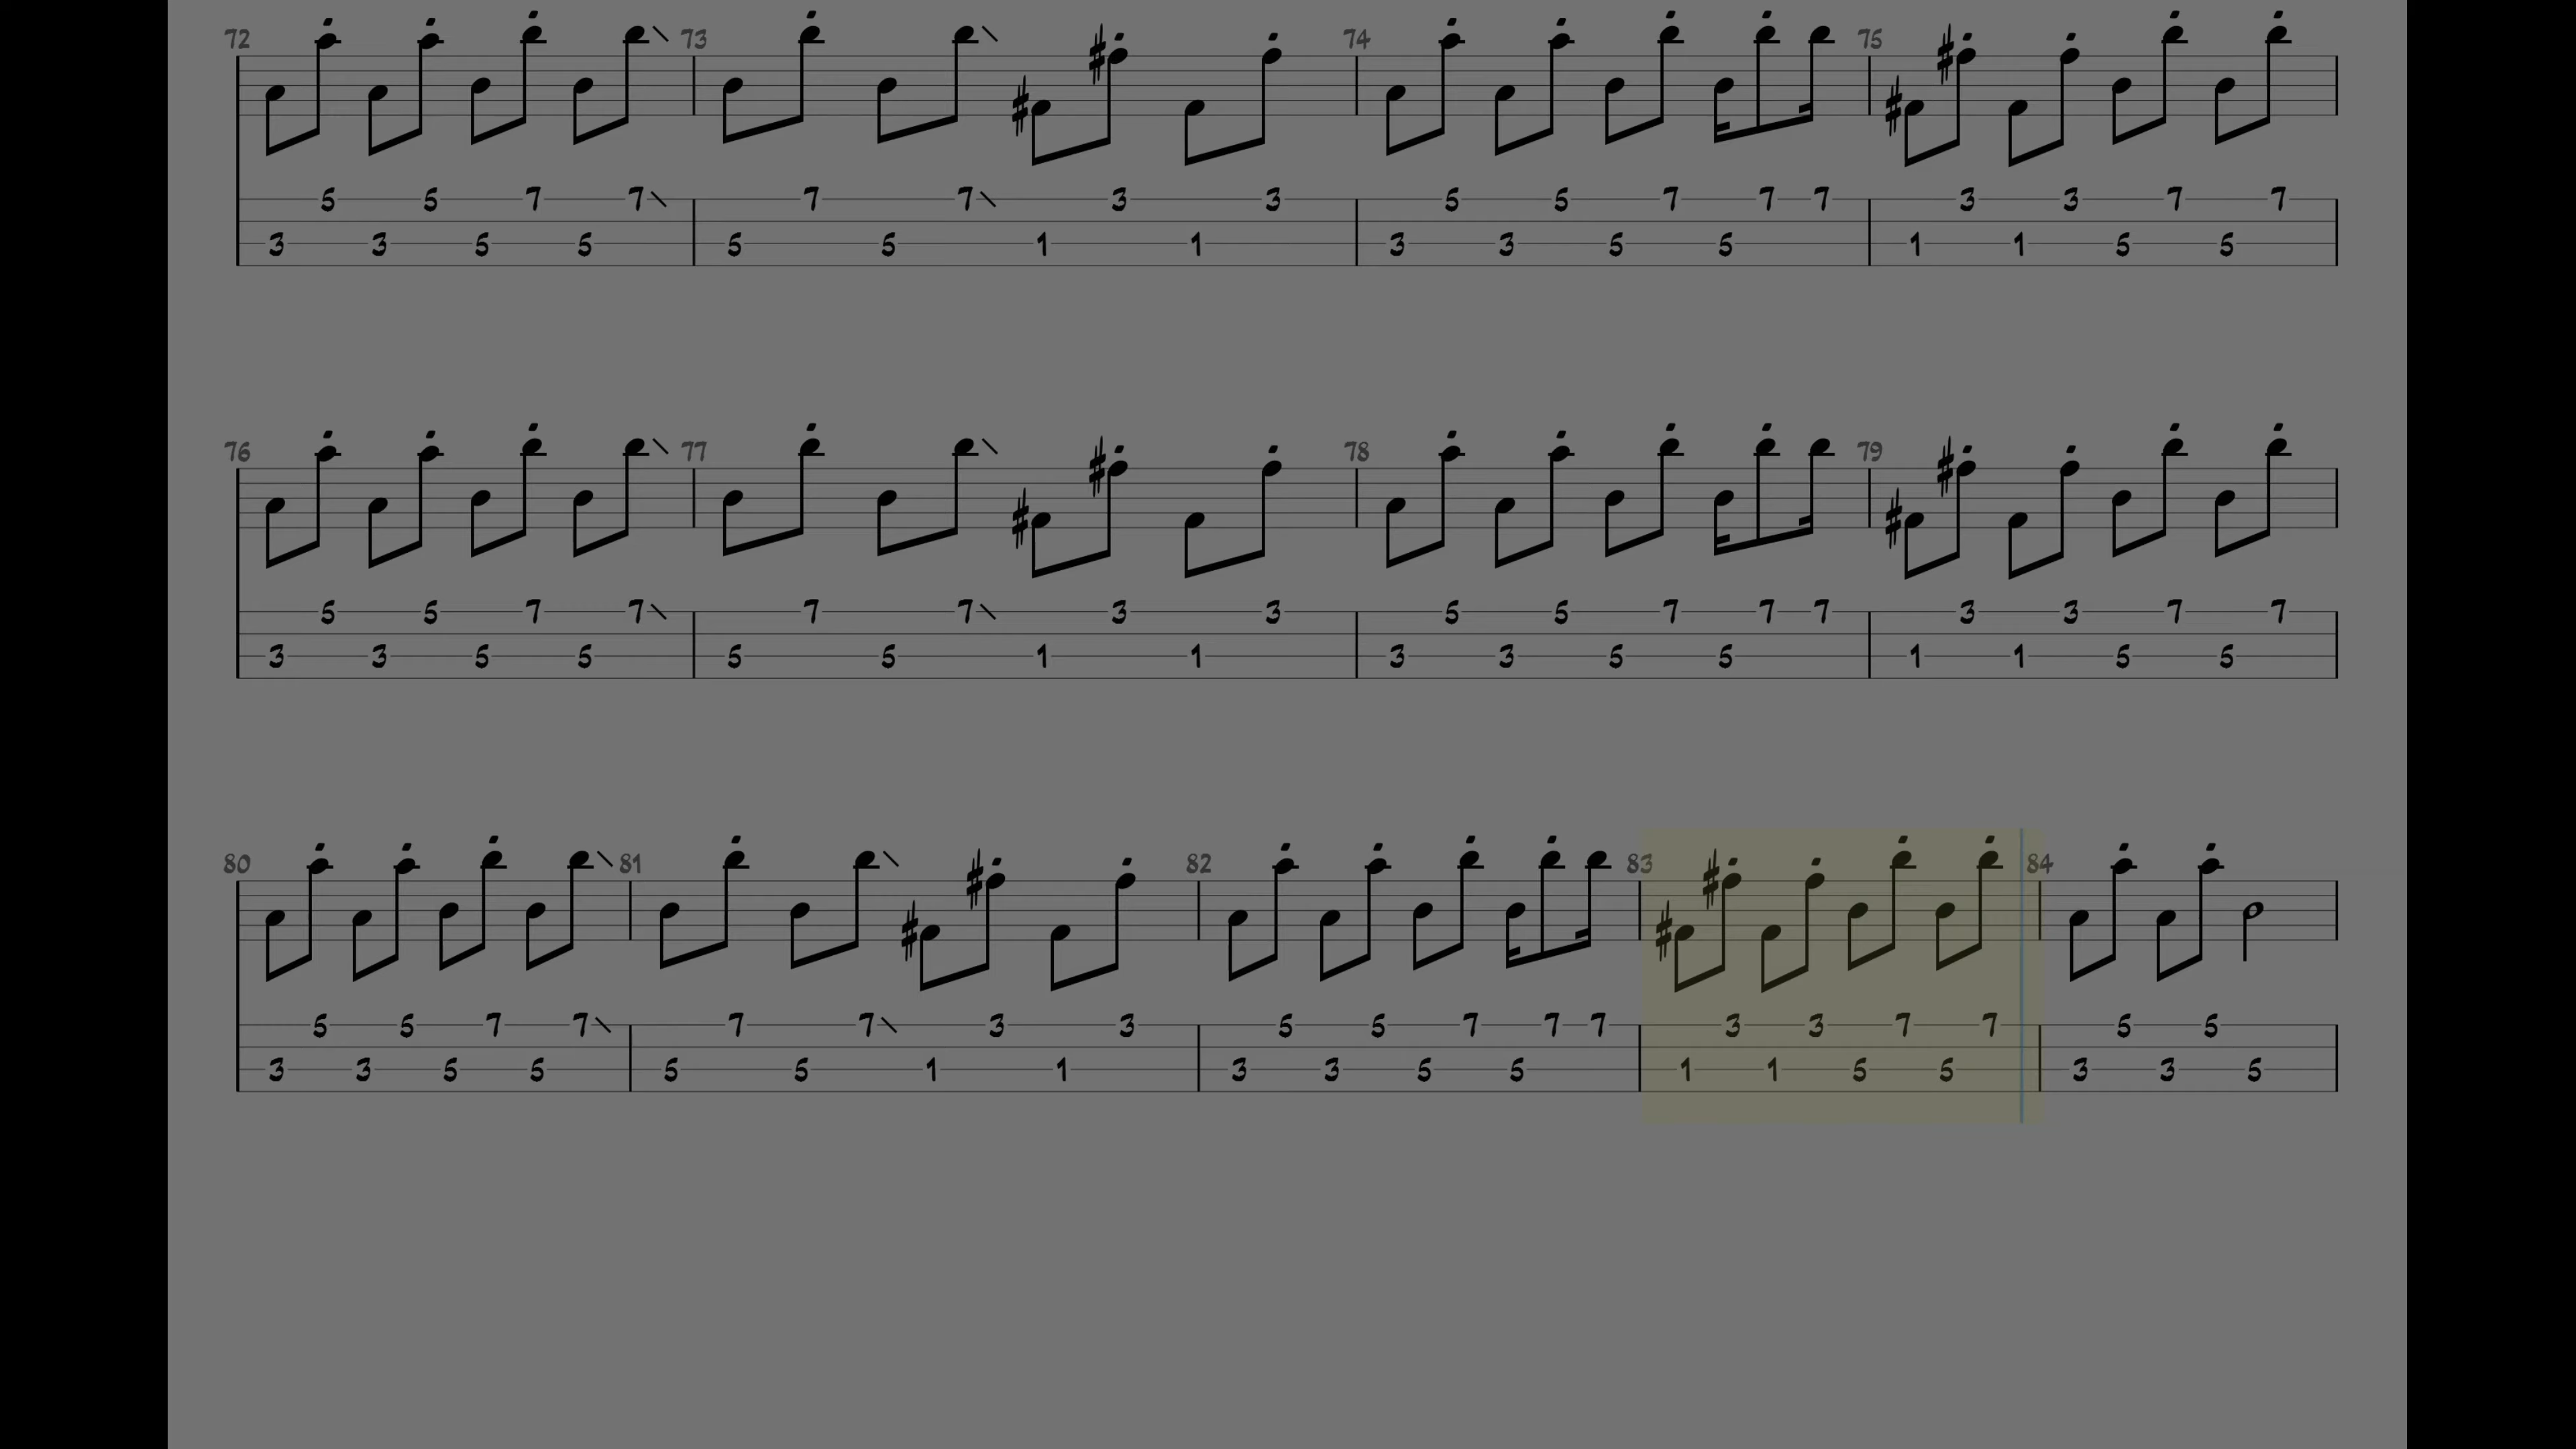 72 73 74 75
5 5 7 7 7 7 3 3 5 5 7 7 7 3 3 7 7
3 3 5 5 5 5 1 1 3 3 5 5 1 1 5 5
76 77 78 79
5 5 7 7 7 7 3 3 5 5 7 7 7 3 3 7 7
3 3 5 5 5 5 1 1 3 3 5 5 1 1 5 5
80 81 82 83 84
5 5 7 7 7 7 3 3 5 5 7 7 7 3 3 7 7 5 5
3 3 5 5 5 5 1 1 3 3 5 5 1 1 5 5 3 3 5